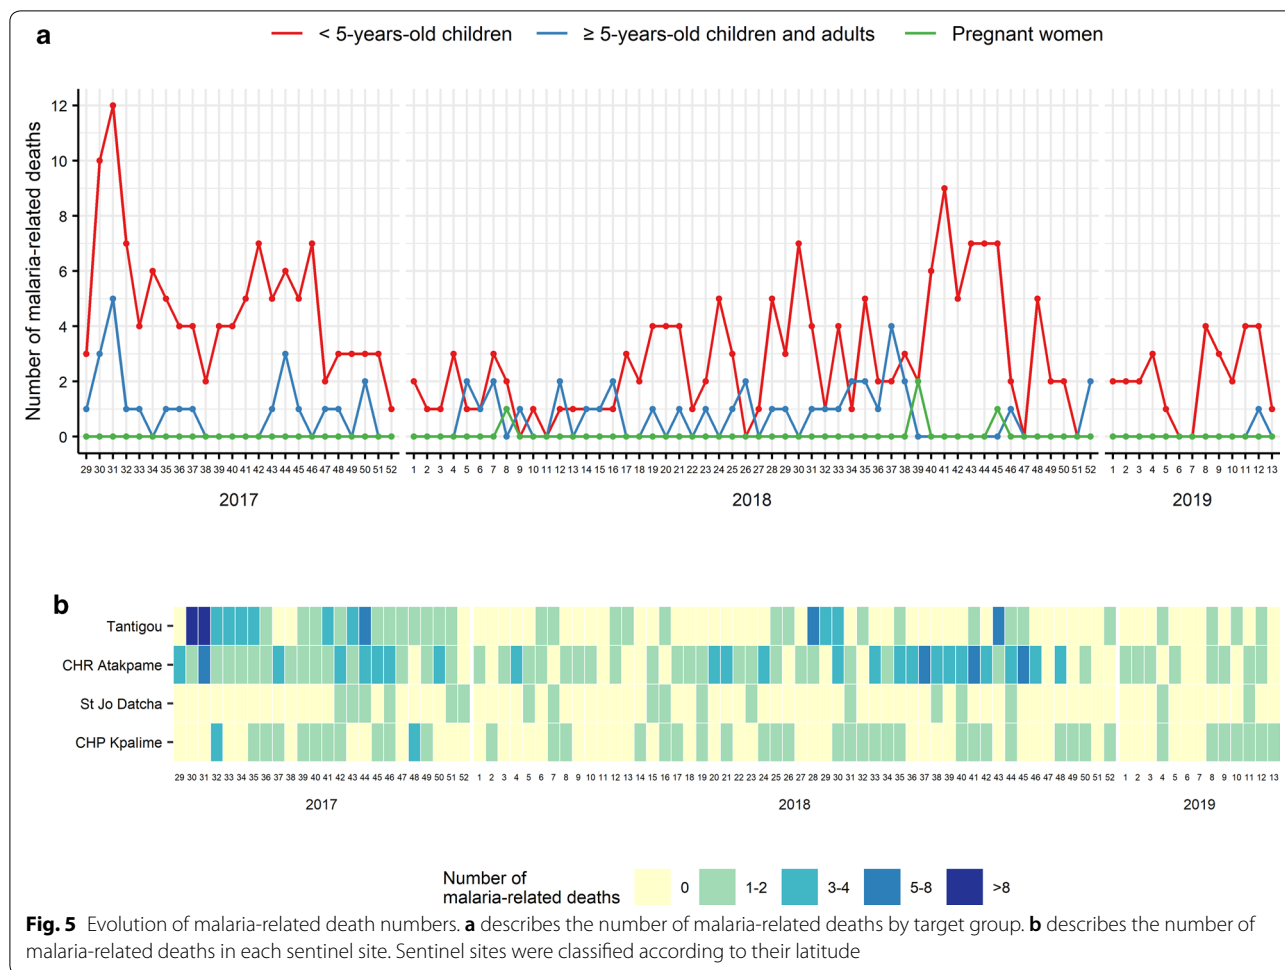 a
< 5-years-old children ≥ 5-years-old children and adults Pregnant women
Number of malaria-related deaths
12
10
8
6
4
2
0
29 30 31 32 33 34 35 36 37 38 39 40 41 42 43 44 45 46 47 48 49 50 51 52 1 2 3 4 5 6 7 8 9 10 11 12 13 14 15 16 17 18 19 20 21 22 23 24 25 26 27 28 29 30 31 32 33 34 35 36 37 38 39 40 41 42 43 44 45 46 47 48 49 50 51 52 1 2 3 4 5 6 7 8 9 10 11 12 13
2017 2018 2019
b
Tantigou
CHR Atakpame
St Jo Datcha
CHP Kpalime
29 30 31 32 33 34 35 36 37 38 39 40 41 42 43 44 45 46 47 48 49 50 51 52 1 2 3 4 5 6 7 8 9 10 11 12 13 14 15 16 17 18 19 20 21 22 23 24 25 26 27 28 29 30 31 32 33 34 35 36 37 38 39 40 41 42 43 44 45 46 47 48 49 50 51 52 1 2 3 4 5 6 7 8 9 10 11 12 13
2017 2018 2019
Number of
malaria-related deaths
0 1-2 3-4 5-8 >8
Fig. 5 Evolution of malaria-related death numbers. a describes the number of malaria-related deaths by target group. b describes the number of
malaria-related deaths in each sentinel site. Sentinel sites were classified according to their latitude